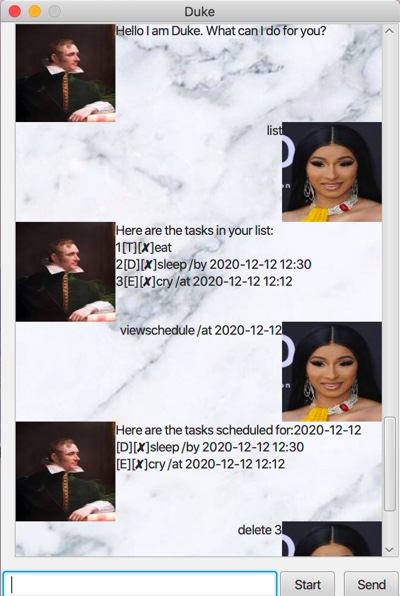 Duke
Hello I am Duke. What can I do for you?
list
Here are the tasks in your list:
1[T][✘]eat
2[D][✘]sleep /by 2020-12-12 12:30
3[E][✘]cry /at 2020-12-12 12:12
viewschedule /at 2020-12-12
Here are the tasks scheduled for:2020-12-12
[D][✘]sleep /by 2020-12-12 12:30
[E][✘]cry /at 2020-12-12 12:12
delete 3
Start
Send